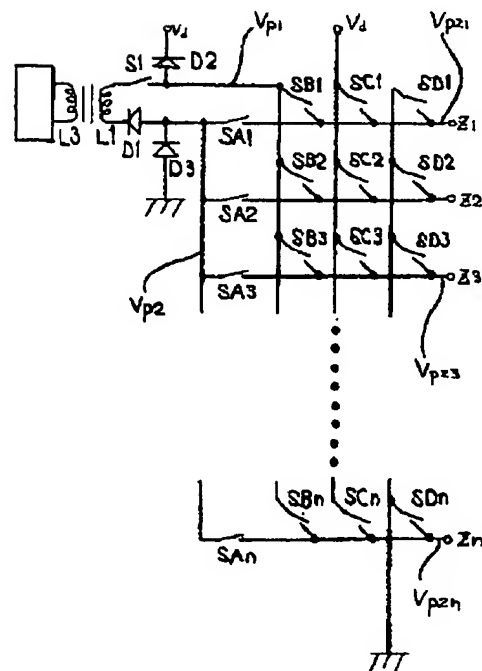 Vd Vp1 Vd Vpz1
S1 D2
SB1 SC1 SD1
L3 L1 D1 D3 SA1 Z1
SB2 SC2 SD2
SA2 Z2
SB3 SC3 SD3
Vp2 SA3 Z3
Vpz3
SBn SCn SDn
SAn Zn
Vpzn